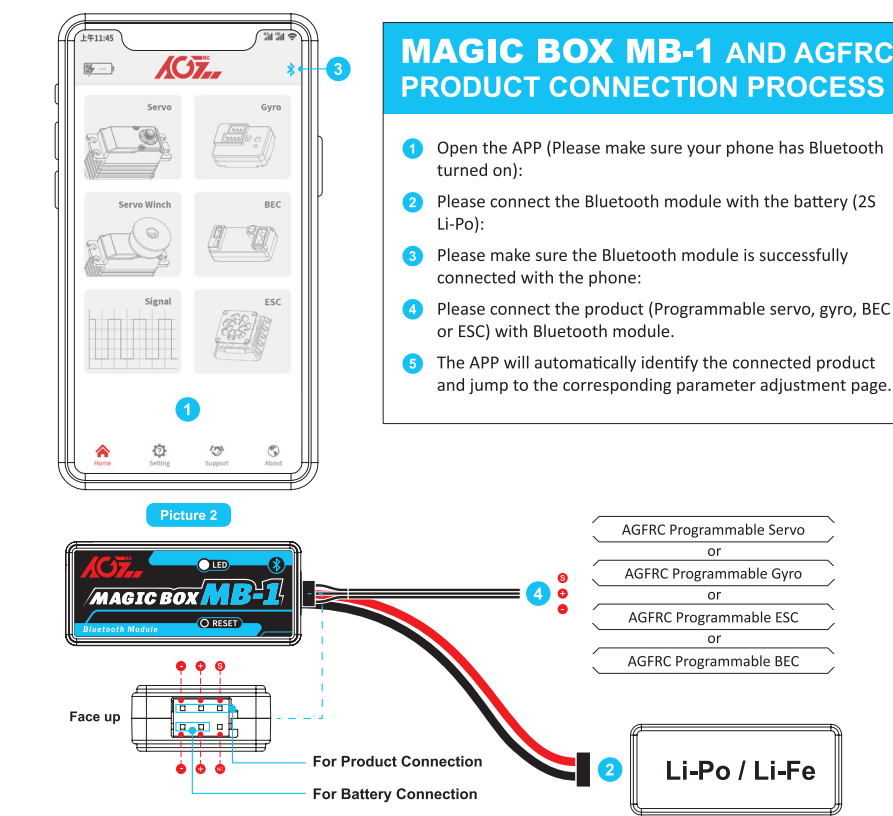 上午11:45
AGF RC
3
Servo
Gyro
Servo Winch
BEC
Signal
ESC
1
Home
Setting
Support
About
MAGIC BOX MB-1 AND AGFRC
PRODUCT CONNECTION PROCESS
1 Open the APP (Please make sure your phone has Bluetooth
turned on):
2 Please connect the Bluetooth module with the battery (2S
Li-Po):
3 Please make sure the Bluetooth module is successfully
connected with the phone:
4 Please connect the product (Programmable servo, gyro, BEC
or ESC) with Bluetooth module.
5 The APP will automatically identify the connected product
and jump to the corresponding parameter adjustment page.
Picture 2
AGF RC
LED
MAGIC BOX MB-1
Bluetooth Module
RESET
4
S
+
-
AGFRC Programmable Servo
or
AGFRC Programmable Gyro
or
AGFRC Programmable ESC
or
AGFRC Programmable BEC
- + S
Face up
- + NC
For Product Connection
For Battery Connection
2
Li-Po / Li-Fe